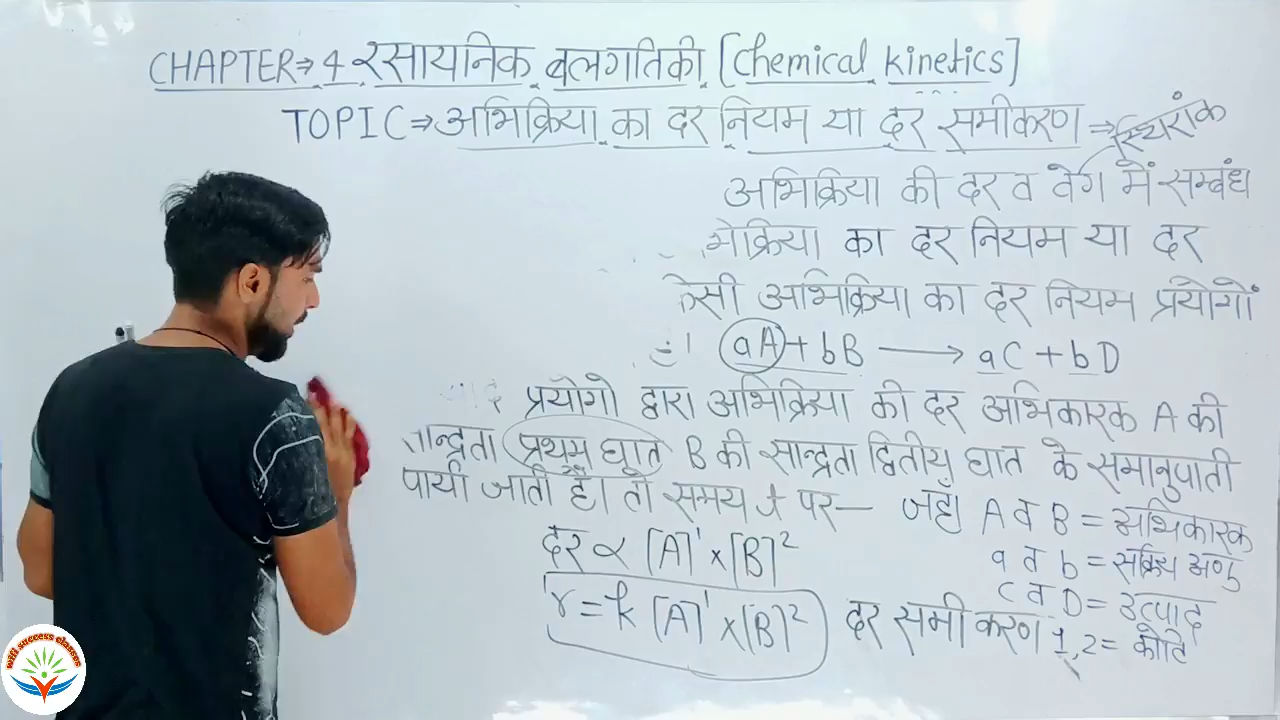 CHAPTER⇒4 रसायनिक बलगतिकी [Chemical kinetics]
TOPIC⇒अभिक्रिया का दर नियम या दर समीकरण⇒ स्थिरांक
अभिक्रिया की दर व वेग में सम्बंध
क्रिया का दर नियम या दर
अभिक्रिया का दर नियम प्रयोगों
aA + bB ⟶ aC + bD
प्रयोगो द्वारा अभिक्रिया की दर अभिकारक A की
सान्द्रता प्रथम घात B की सान्द्रता द्वितीय घात के समानुपाती
पायी जाती है। तो समय t पर— जहाँ A व B = अभिकारक
दर ∝ [A]¹ × [B]² a व b = सक्रिय अणु
C व D = उत्पाद
r = k [A]¹ × [B]² दर समीकरण 1,2 = कोटि
success classes